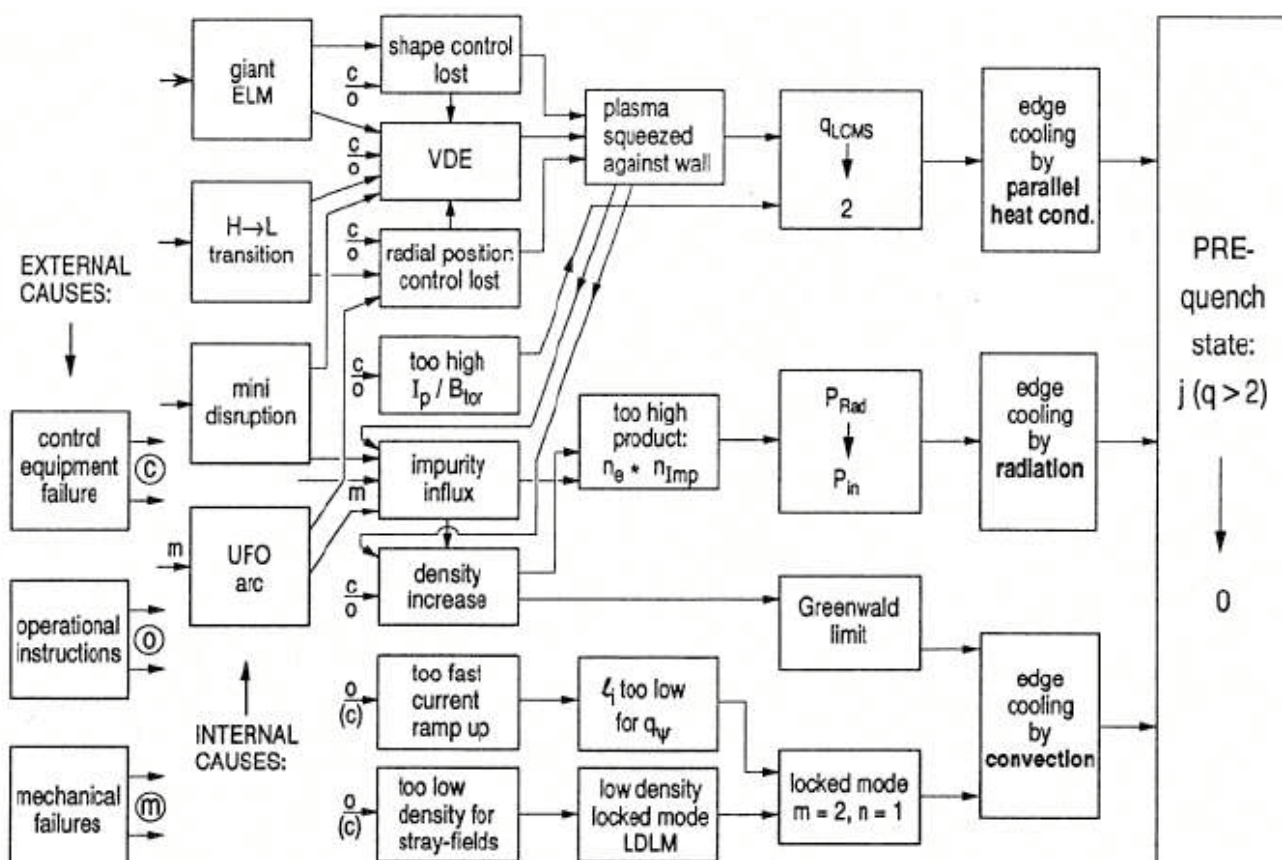 EXTERNAL
CAUSES:
control
equipment
failure
c
operational
instructions
o
mechanical
failures
m
giant
ELM
H→L
transition
mini
disruption
m
UFO
arc
INTERNAL
CAUSES:
c
o
shape control
lost
c
o
VDE
c
o
radial position
control lost
c
o
too high
Ip / Btor
m
impurity
influx
c
o
density
increase
o
(c)
too fast
current
ramp up
o
(c)
too low
density for
stray-fields
plasma
squeezed
against wall
too high
product:
ne * nImp
ℓi too low
for qψ
low density
locked mode
LDLM
qLCMS
2
PRad
Pin
Greenwald
limit
locked mode
m = 2, n = 1
edge
cooling
by
parallel
heat cond.
edge
cooling
by
radiation
edge
cooling
by
convection
PRE-
quench
state:
j (q > 2)
0